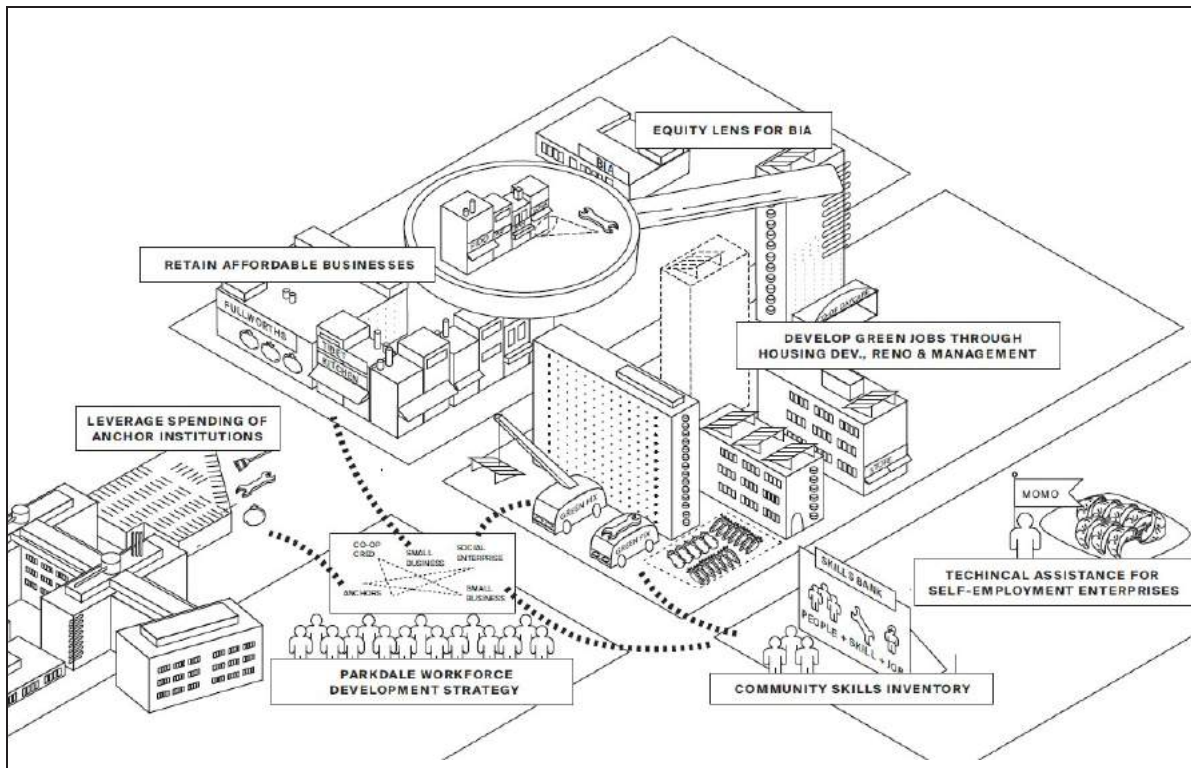 EQUITY LENS FOR BIA
BIA
RETAIN AFFORDABLE BUSINESSES
FULLWORTHS
TIBET
KITCHEN
DEVELOP GREEN JOBS THROUGH
HOUSING DEV., RENO & MANAGEMENT
LEVERAGE SPENDING OF
ANCHOR INSTITUTIONS
GREEN FIX
GREEN FIX
MOMO
CO-OP
CRED
SMALL
BUSINESS
SOCIAL
ENTERPRISE
ANCHORS
SMALL
BUSINESS
SKILLS BANK
PEOPLE + SKILL + JOB
TECHINCAL ASSISTANCE FOR
SELF-EMPLOYMENT ENTERPRISES
PARKDALE WORKFORCE
DEVELOPMENT STRATEGY
COMMUNITY SKILLS INVENTORY